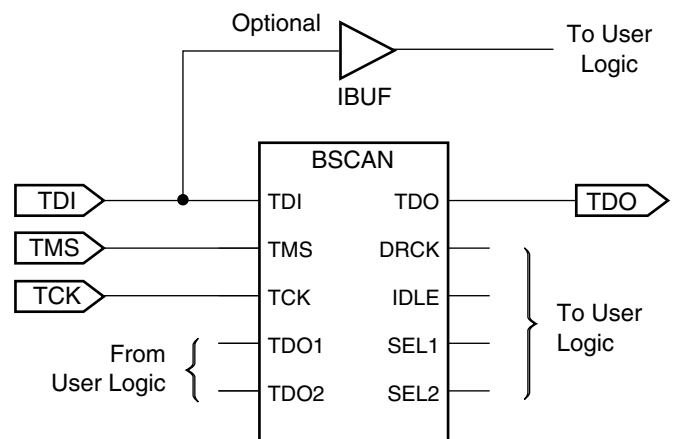 Optional
To User
Logic
IBUF
BSCAN
TDI
TDI
TDO
TDO
TMS
TMS
DRCK
TCK
TCK
IDLE
To User
Logic
From
User Logic
TDO1
SEL1
TDO2
SEL2